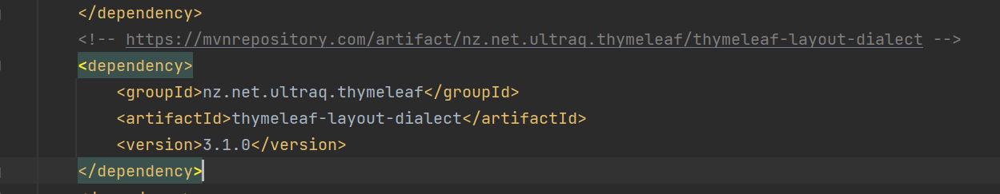 </dependency>
<!-- https://mvnrepository.com/artifact/nz.net.ultraq.thymeleaf/thymeleaf-layout-dialect -->
<dependency>
<groupId>nz.net.ultraq.thymeleaf</groupId>
<artifactId>thymeleaf-layout-dialect</artifactId>
<version>3.1.0</version>
</dependency>